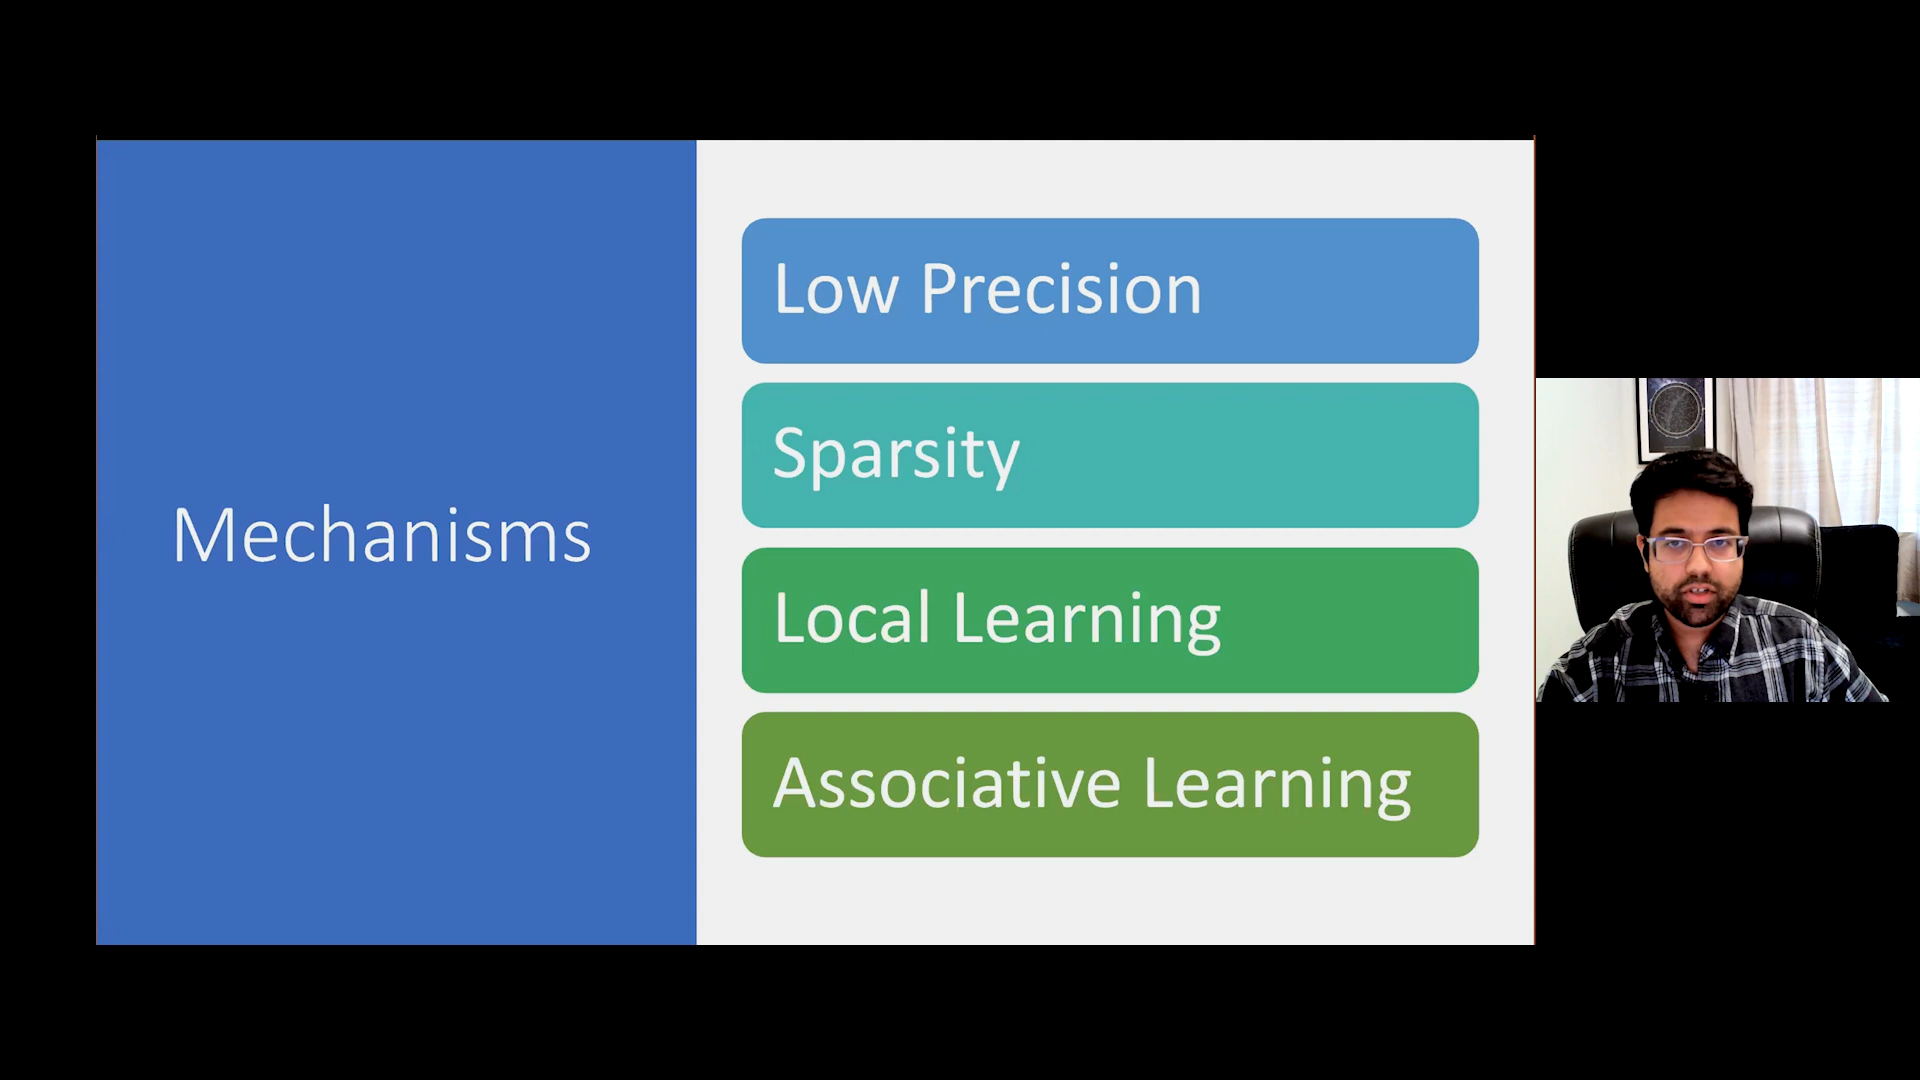 Mechanisms
Low Precision
Sparsity
Local Learning
Associative Learning